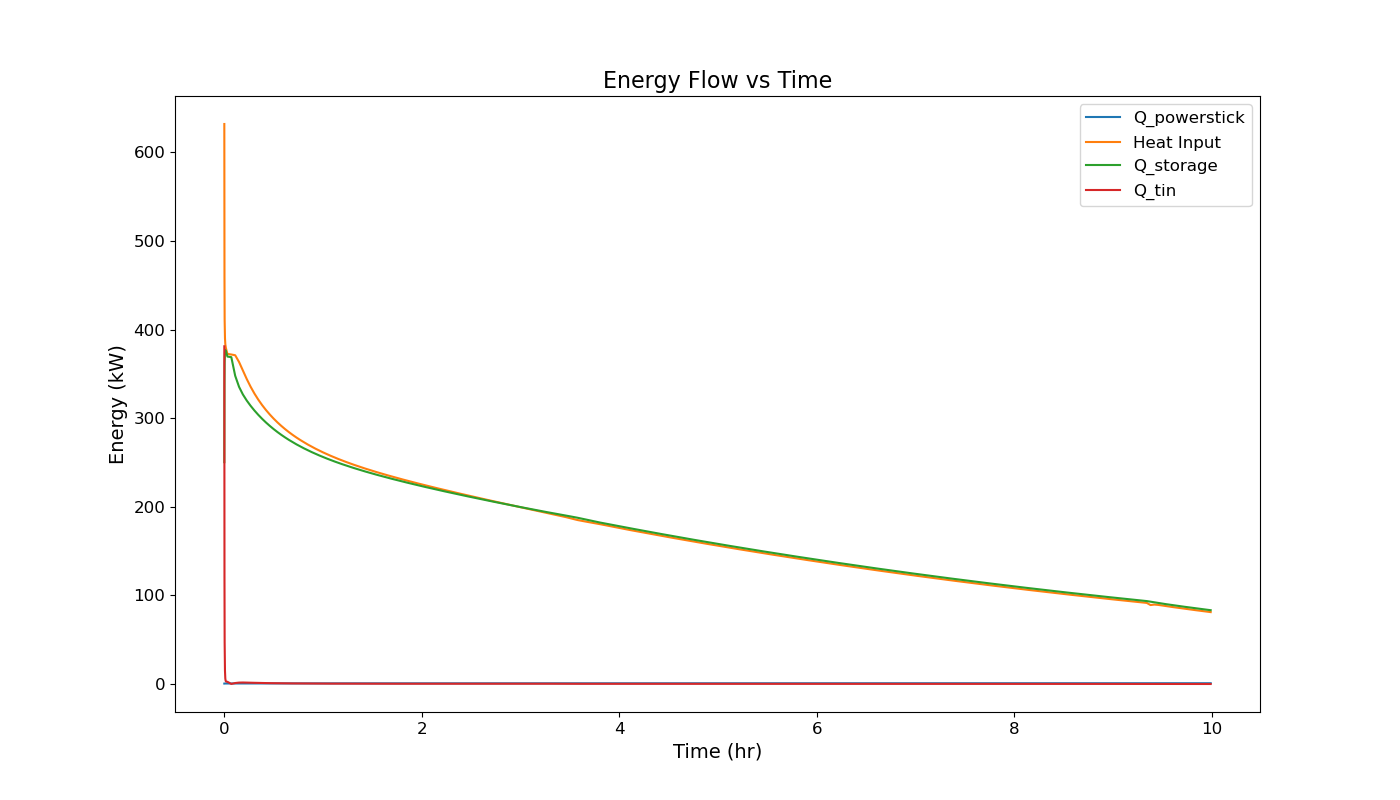 Energy Flow vs Time
Q_powerstick
Heat Input
Q_storage
Q_tin
Energy (kW)
600
500
400
300
200
100
0
0 2 4 6 8 10
Time (hr)